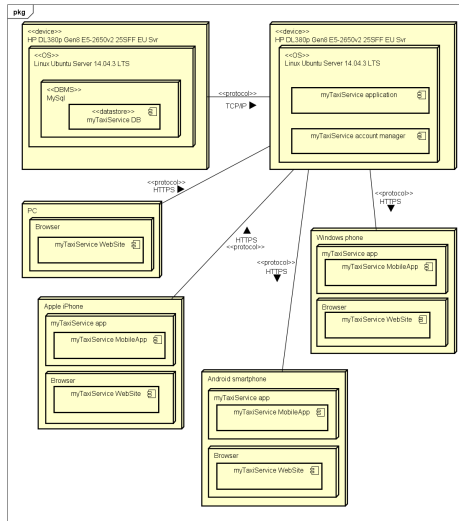 pkg
<<device>>
HP DL380p Gen8 E5-2650v2 25SFF EU Svr
<<OS>>
Linux Ubuntu Server 14.04.3 LTS
<<DBMS>>
MySql
<<datastore>>
myTaxiService DB
<<protocol>>
TCP/IP
<<device>>
HP DL380p Gen8 E5-2650v2 25SFF EU Svr
<<OS>>
Linux Ubuntu Server 14.04.3 LTS
myTaxiService application
myTaxiService account manager
<<protocol>>
HTTPS
<<protocol>>
HTTPS
PC
Browser
myTaxiService WebSite
HTTPS
<<protocol>>
<<protocol>>
HTTPS
Windows phone
myTaxiService app
myTaxiService MobileApp
Browser
myTaxiService WebSite
Apple iPhone
myTaxiService app
myTaxiService MobileApp
Browser
myTaxiService WebSite
Android smartphone
myTaxiService app
myTaxiService MobileApp
Browser
myTaxiService WebSite